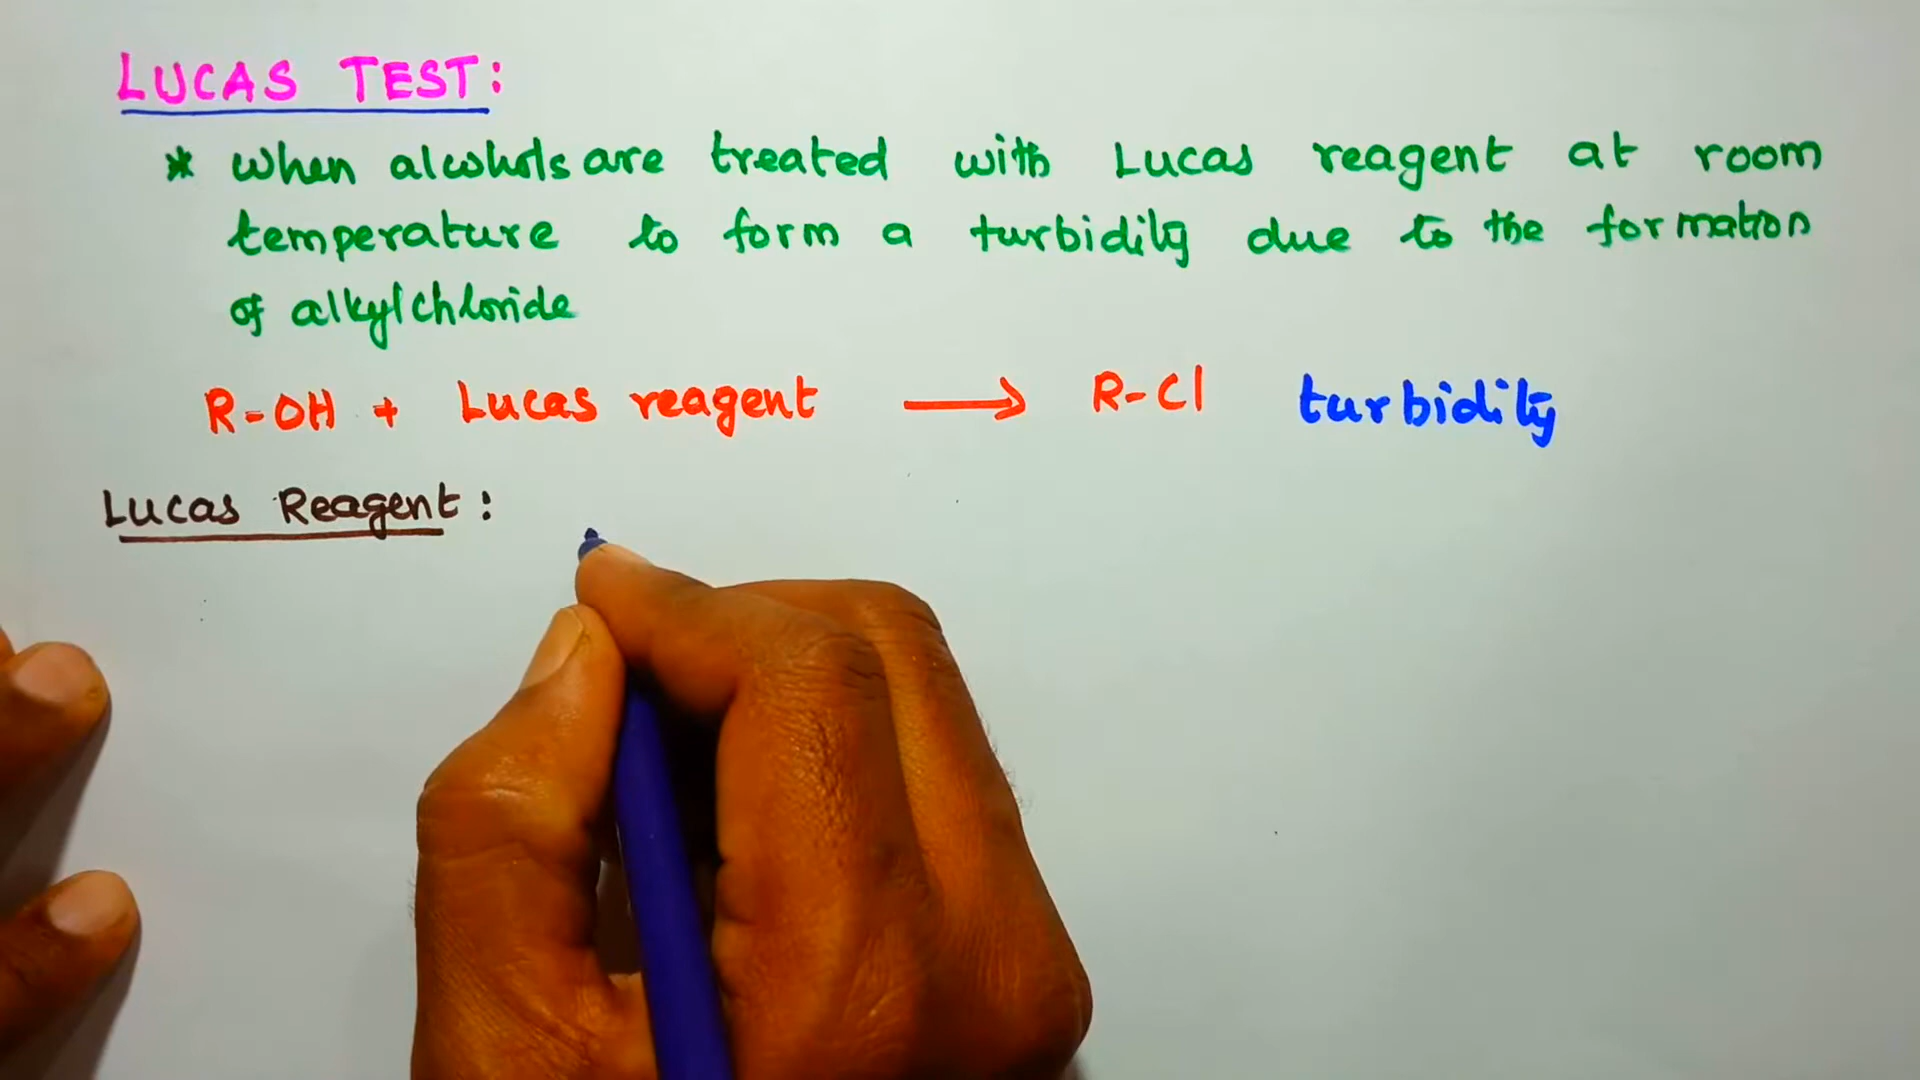 LUCAS TEST:
* when alcohols are treated with Lucas reagent at room
temperature to form a turbidity due to the formation
of alkylchloride
R-OH + Lucas reagent ⟶ R-Cl turbidity
Lucas Reagent: